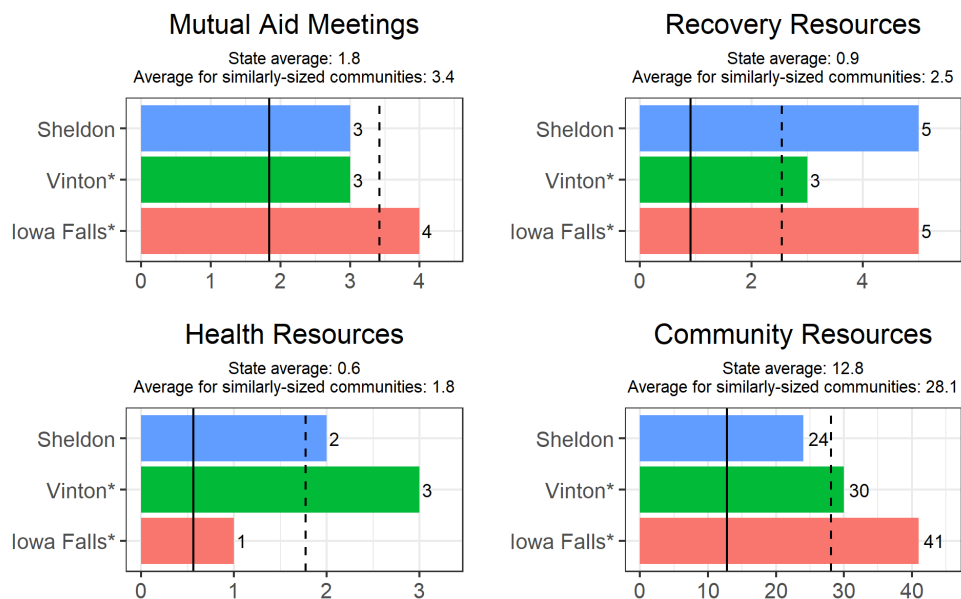 Mutual Aid Meetings
State average: 1.8
Average for similarly-sized communities: 3.4
Sheldon
3
Vinton*
3
Iowa Falls*
4
0 1 2 3 4
Recovery Resources
State average: 0.9
Average for similarly-sized communities: 2.5
Sheldon
5
Vinton*
3
Iowa Falls*
5
0 2 4
Health Resources
State average: 0.6
Average for similarly-sized communities: 1.8
Sheldon
2
Vinton*
3
Iowa Falls*
1
0 1 2 3
Community Resources
State average: 12.8
Average for similarly-sized communities: 28.1
Sheldon
24
Vinton*
30
Iowa Falls*
41
0 10 20 30 40